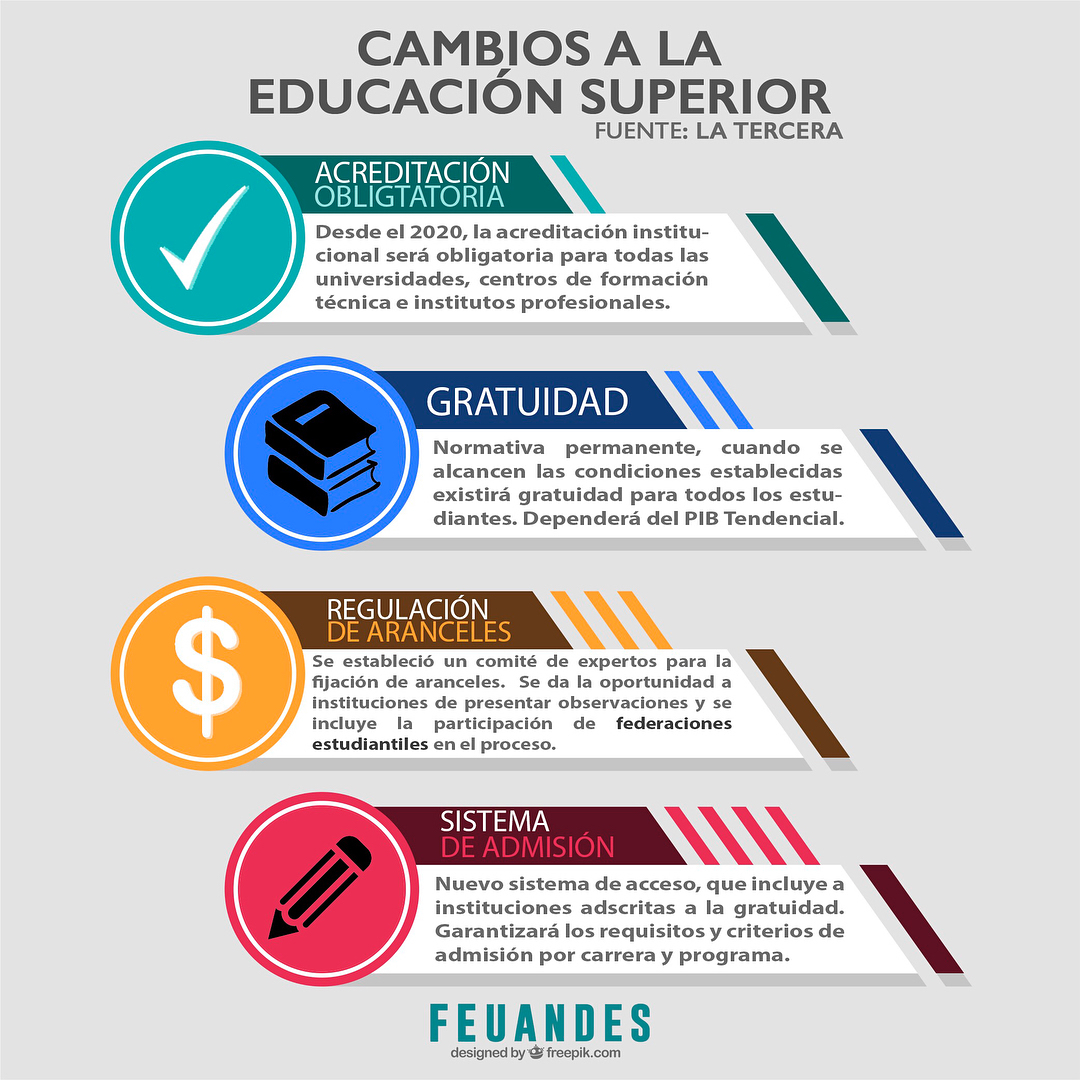 CAMBIOS A LA
EDUCACIÓN SUPERIOR
FUENTE: LA TERCERA
ACREDITACIÓN
OBLIGTATORIA
Desde el 2020, la acreditación institu-
cional será obligatoria para todas las
universidades, centros de formación
técnica e institutos profesionales.
GRATUIDAD
Normativa permanente, cuando se
alcancen las condiciones establecidas
existirá gratuidad para todos los estu-
diantes. Dependerá del PIB Tendencial.
$
REGULACIÓN
DE ARANCELES
Se estableció un comité de expertos para la
fijación de aranceles. Se da la oportunidad a
instituciones de presentar observaciones y se
incluye la participación de federaciones
estudiantiles en el proceso.
SISTEMA
DE ADMISIÓN
Nuevo sistema de acceso, que incluye a
instituciones adscritas a la gratuidad.
Garantizará los requisitos y criterios de
admisión por carrera y programa.
FEUANDES
designed by freepik.com